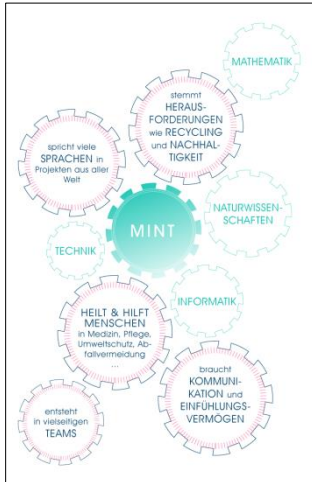 MATHEMATIK
stemmt
HERAUS-
FORDERUNGEN
wie RECYCLING
und NACHHAL-
TIGKEIT
spricht viele
SPRACHEN in
Projekten aus aller
Welt
NATURWISSEN-
SCHAFTEN
MINT
TECHNIK
INFORMATIK
HEILT & HILFT
MENSCHEN
in Medizin, Pflege,
Umweltschutz, Ab-
fallvermeidung
...
braucht
KOMMUNI-
KATION und
EINFÜHLUNGS-
VERMÖGEN
entsteht
in vielseitigen
TEAMS